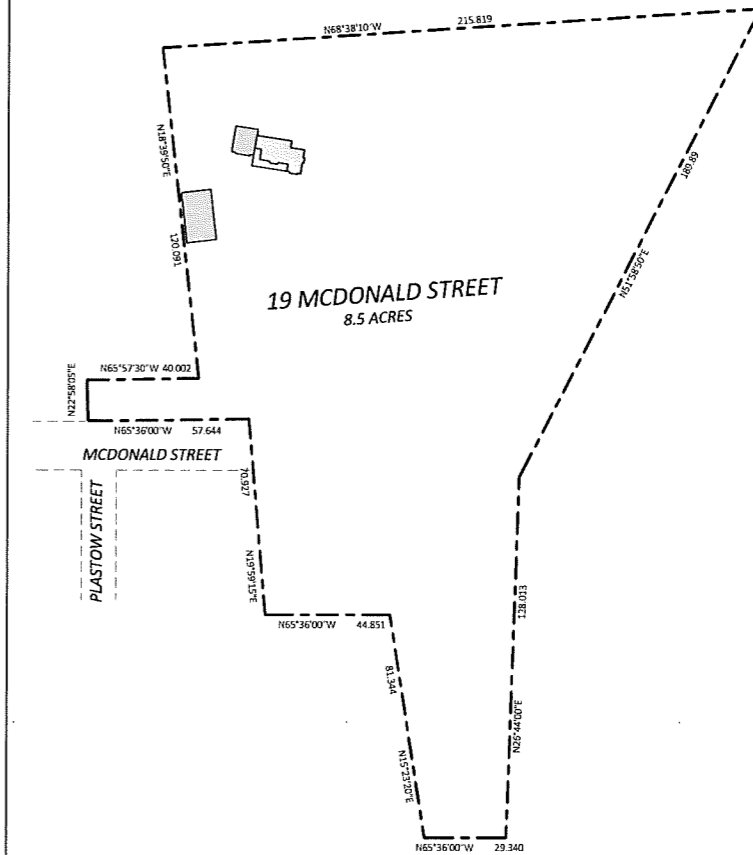 N68°38'10"W 215.819
N18°39'50"E
120.091
189.89
N51°58'50"E
19 MCDONALD STREET
8.5 ACRES
N65°57'30"W 40.002
N22°58'05"E
N65°36'00"W 57.644
MCDONALD STREET
PLASTOW STREET
70.927
N19°59'15"E
N65°36'00"W 44.851
128.013
N26°44'00"E
81.344
N15°23'20"E
N65°36'00"W 29.340